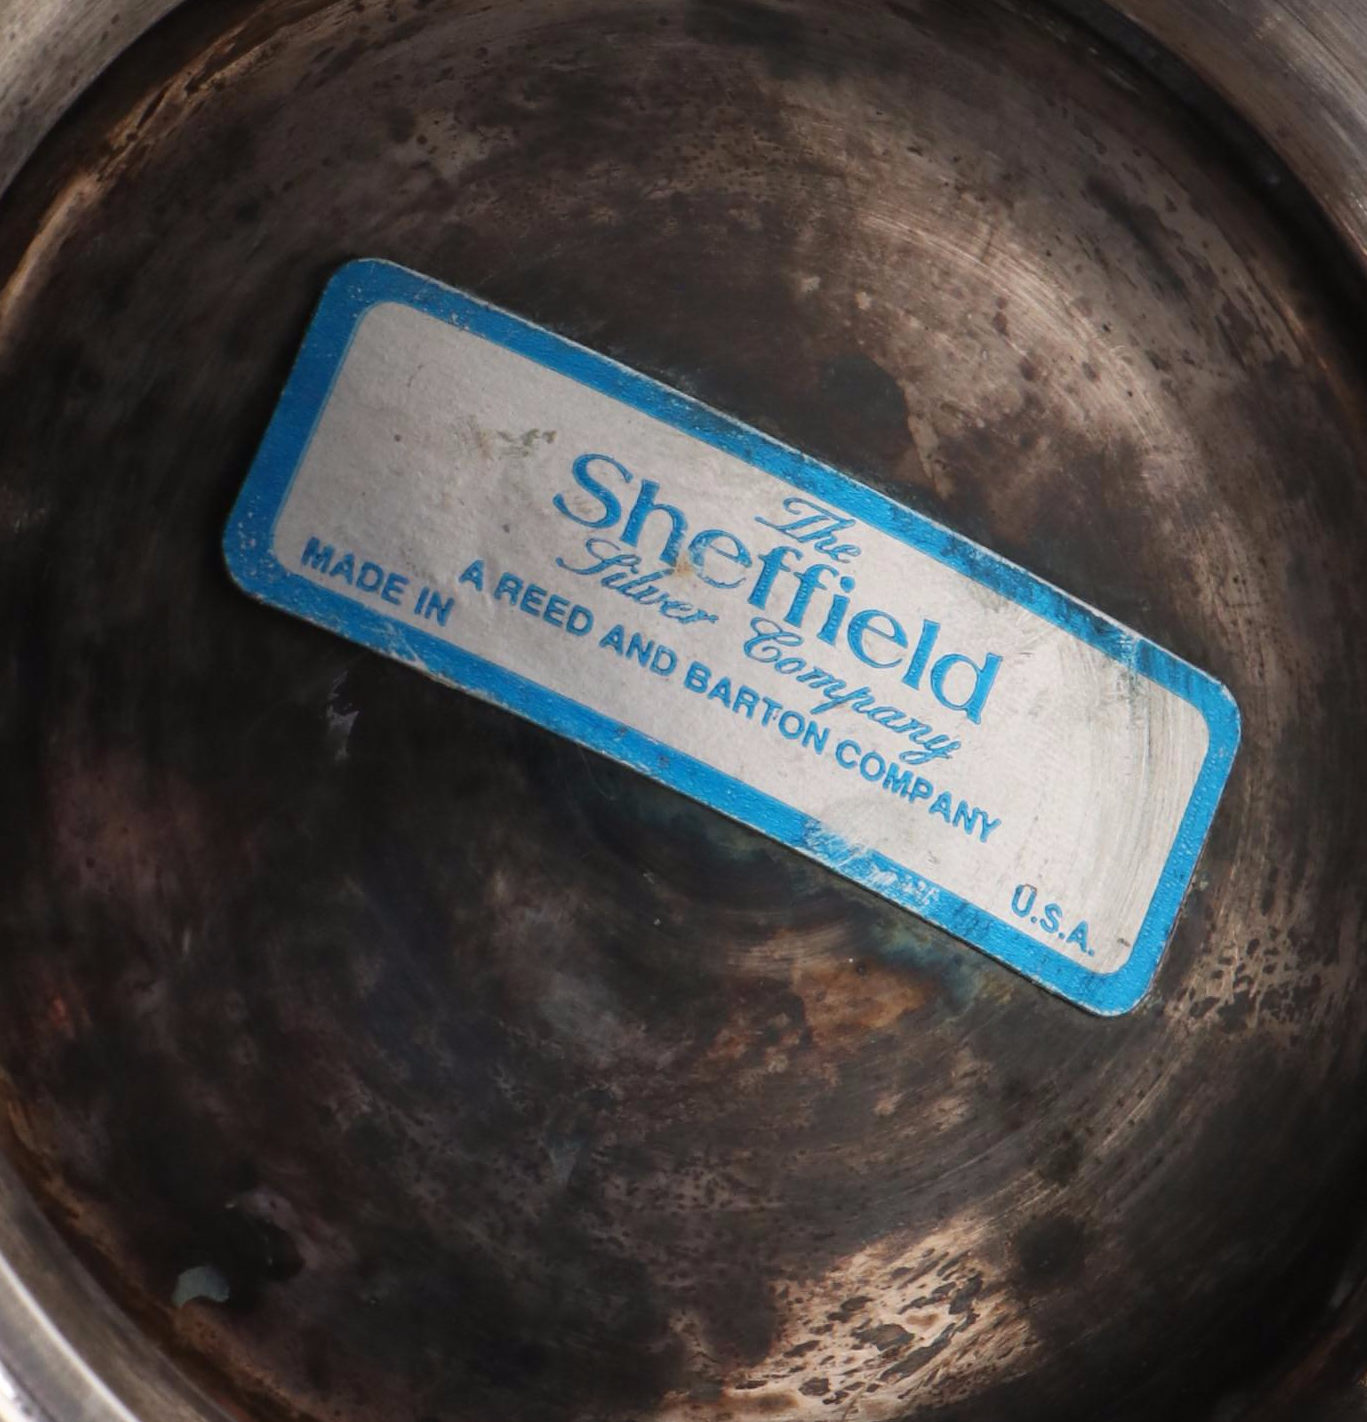 The
Sheffield
Silver Company
A REED AND BARTON COMPANY
MADE IN U.S.A.